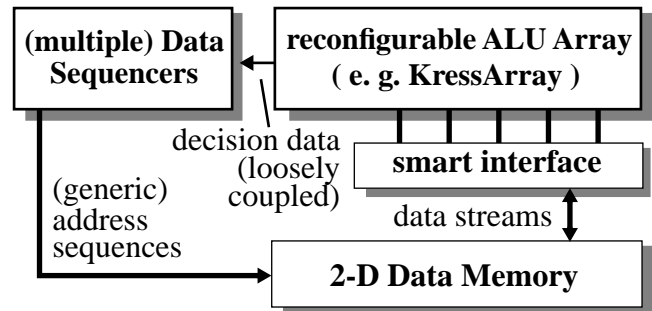 (multiple) Data
Sequencers
reconfigurable ALU Array
( e. g. KressArray )
decision data
(loosely
coupled)
smart interface
(generic)
address
sequences
data streams
2-D Data Memory